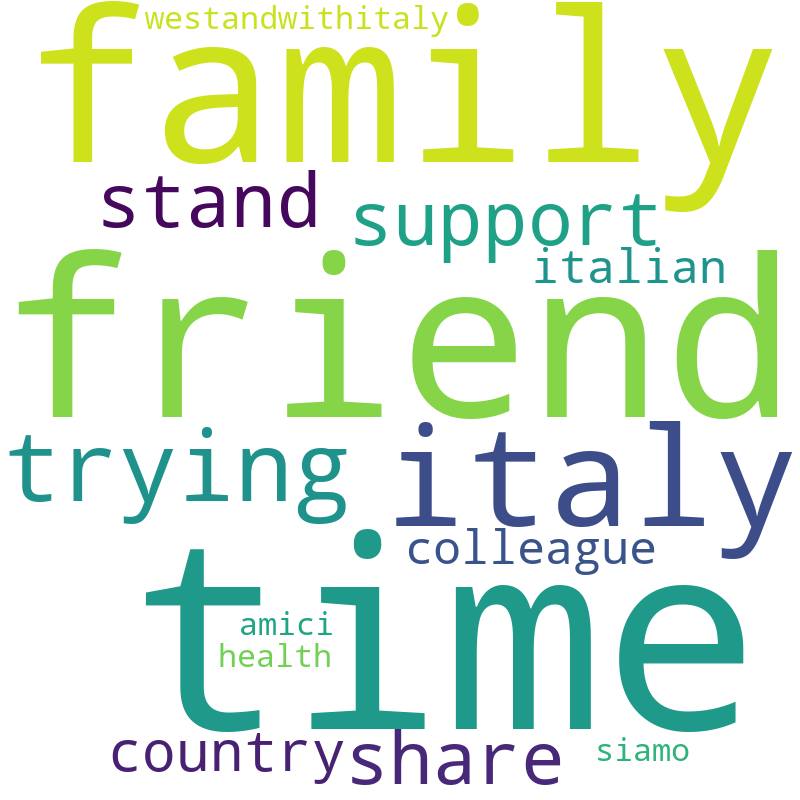 westandwithitaly
family
stand
support
italian
friend
trying
italy
colleague
time
amici
health
country
share
siamo